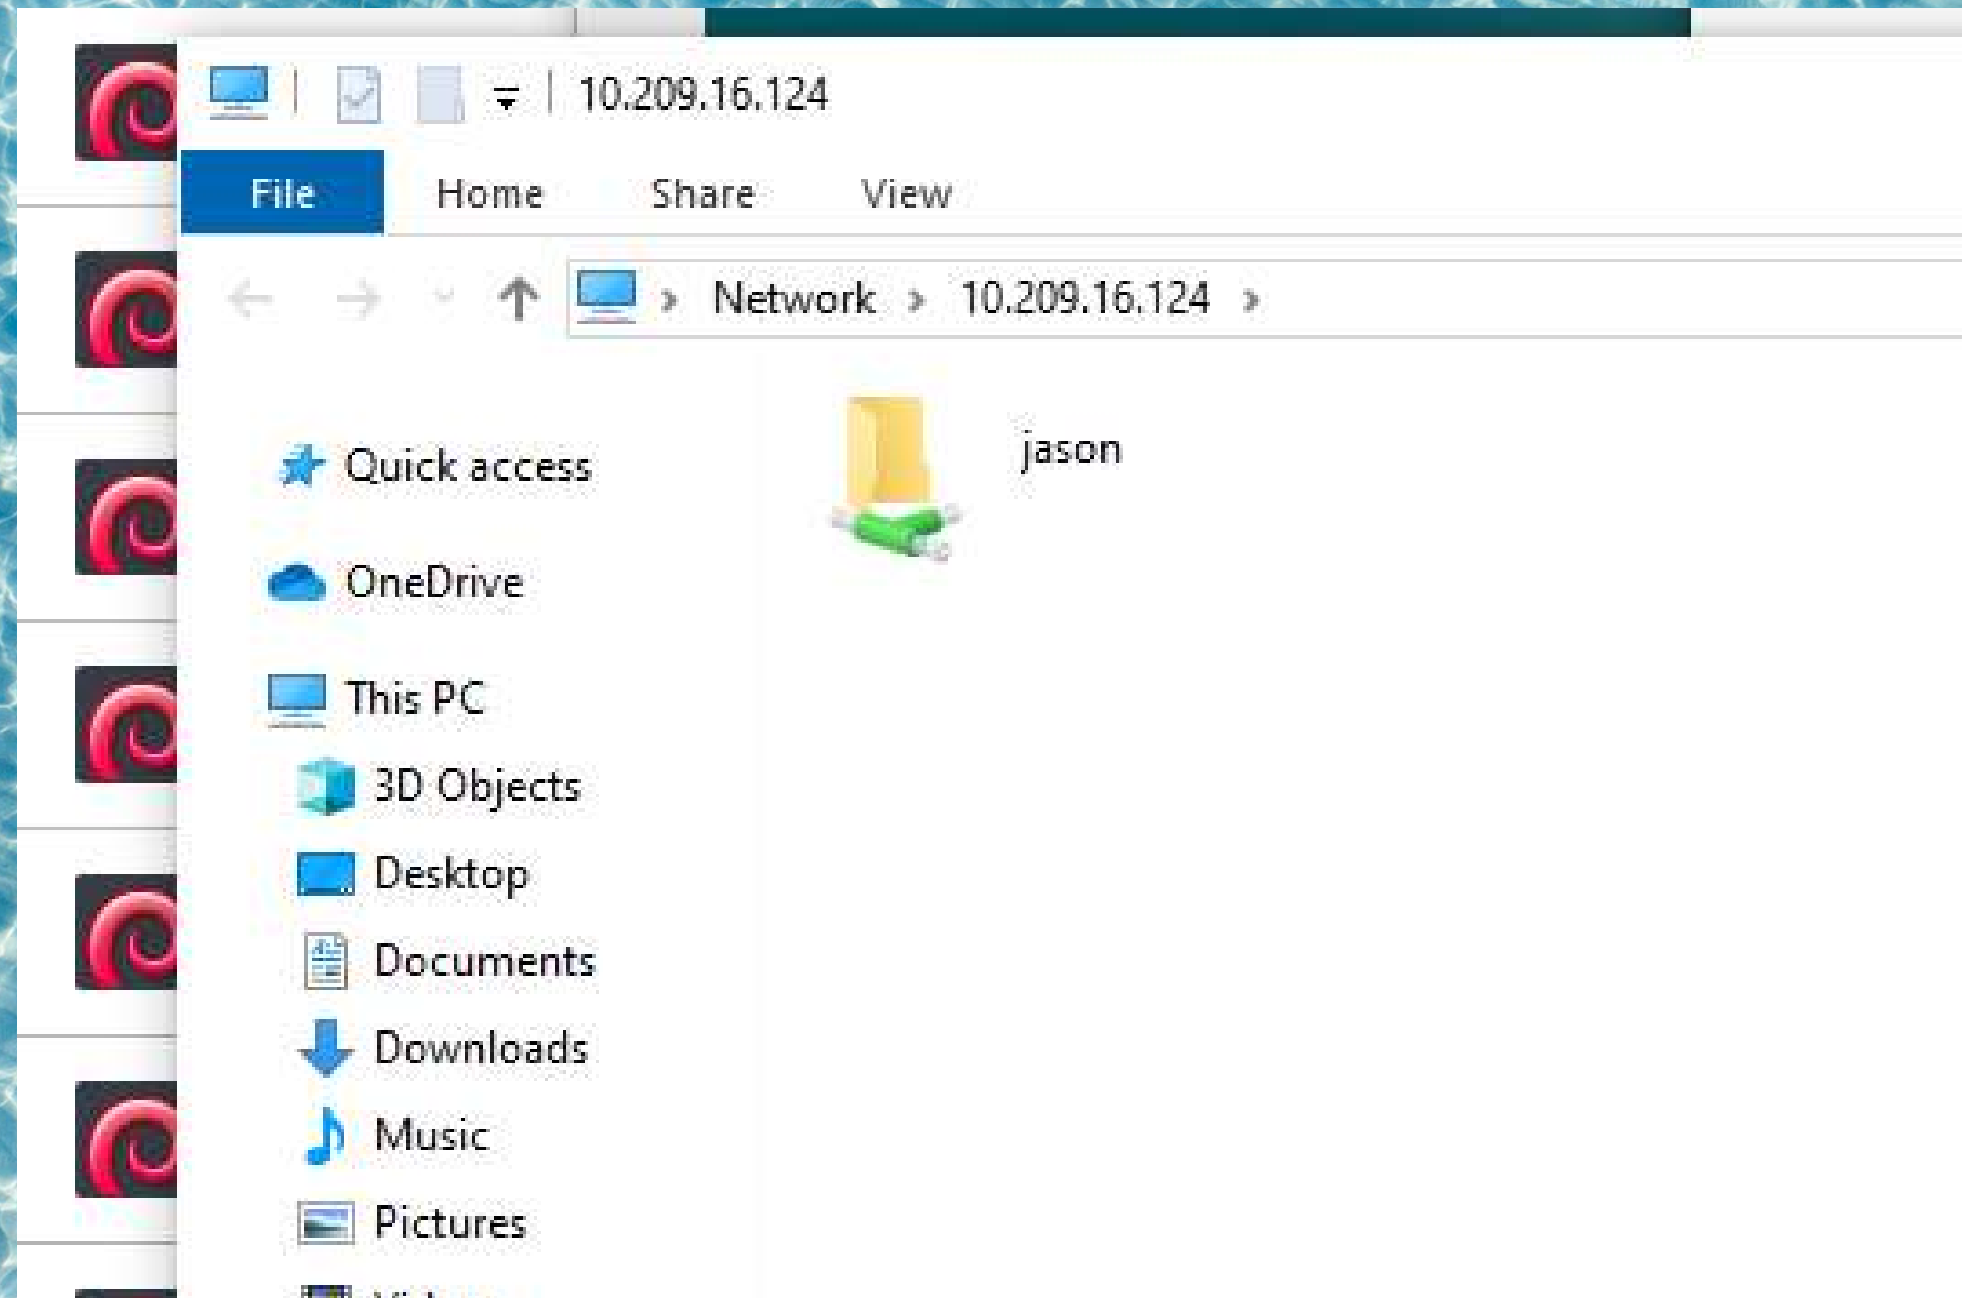 10.209.16.124
File Home Share View
Network 10.209.16.124
jason
Quick access
OneDrive
This PC
3D Objects
Desktop
Documents
Downloads
Music
Pictures